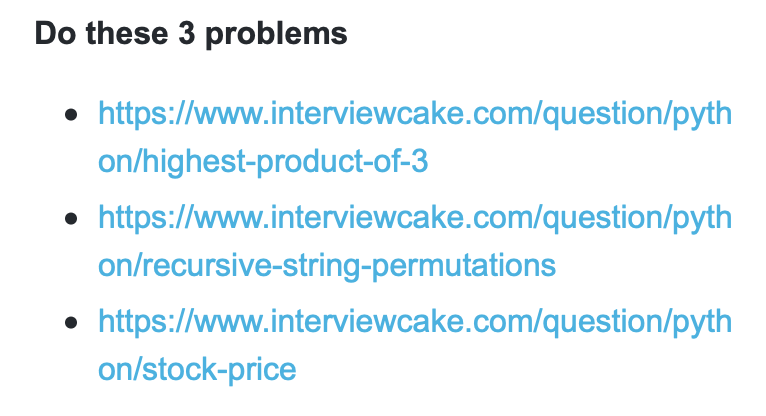 Do these 3 problems
https://www.interviewcake.com/question/pyth
on/highest-product-of-3
https://www.interviewcake.com/question/pyth
on/recursive-string-permutations
https://www.interviewcake.com/question/pyth
on/stock-price